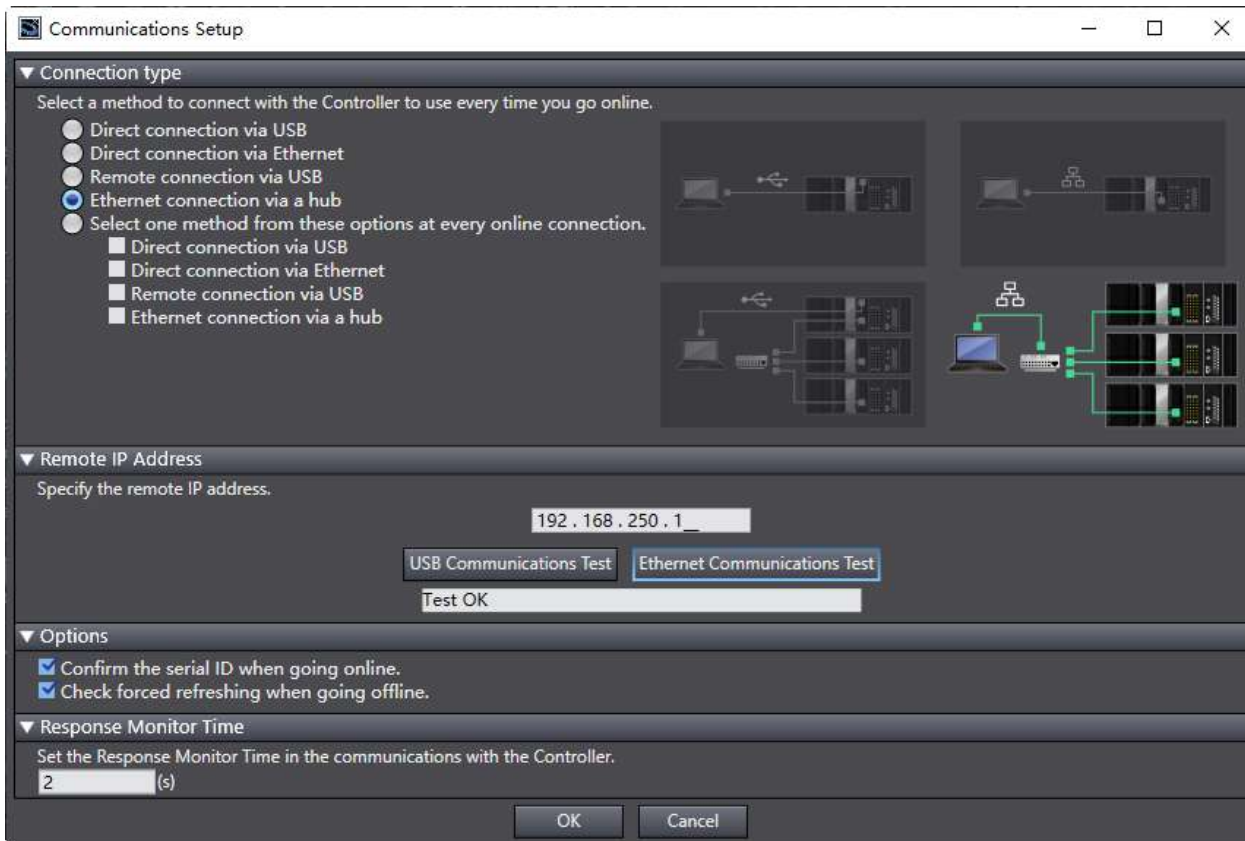 Communications Setup
Connection type
Select a method to connect with the Controller to use every time you go online.
Direct connection via USB
Direct connection via Ethernet
Remote connection via USB
Ethernet connection via a hub
Select one method from these options at every online connection.
Direct connection via USB
Direct connection via Ethernet
Remote connection via USB
Ethernet connection via a hub
Remote IP Address
Specify the remote IP address.
192 . 168 . 250 . 1_
USB Communications Test Ethernet Communications Test
Test OK
Options
Confirm the serial ID when going online.
Check forced refreshing when going offline.
Response Monitor Time
Set the Response Monitor Time in the communications with the Controller.
2 (s)
OK Cancel